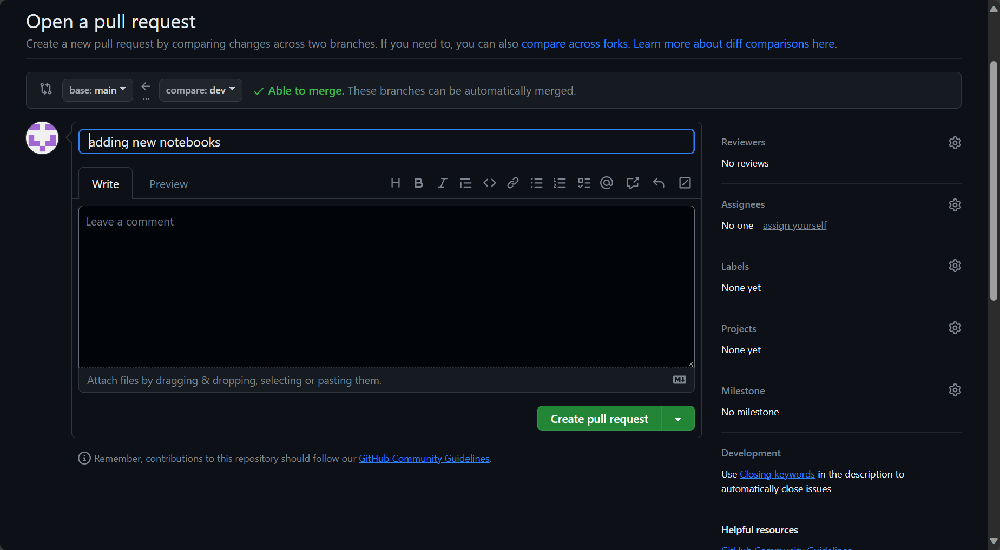 Open a pull request
Create a new pull request by comparing changes across two branches. If you need to, you can also compare across forks. Learn more about diff comparisons here.
base: main
...
compare: dev
Able to merge. These branches can be automatically merged.
adding new notebooks
Write
Preview
Leave a comment
Attach files by dragging & dropping, selecting or pasting them.
Create pull request
Remember, contributions to this repository should follow our GitHub Community Guidelines.
Reviewers
No reviews
Assignees
No one—assign yourself
Labels
None yet
Projects
None yet
Milestone
No milestone
Development
Use Closing keywords in the description to
automatically close issues
Helpful resources
GitHub Community Guidelines